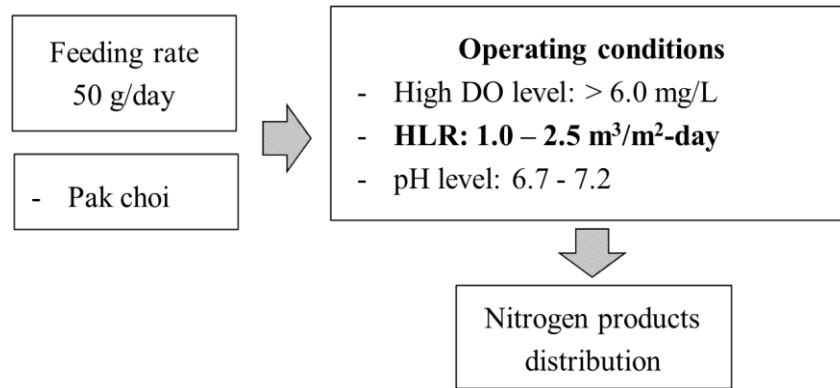 Feeding rate
50 g/day
- Pak choi
Operating conditions
- High DO level: > 6.0 mg/L
- HLR: 1.0 – 2.5 m³/m²-day
- pH level: 6.7 - 7.2
Nitrogen products
distribution